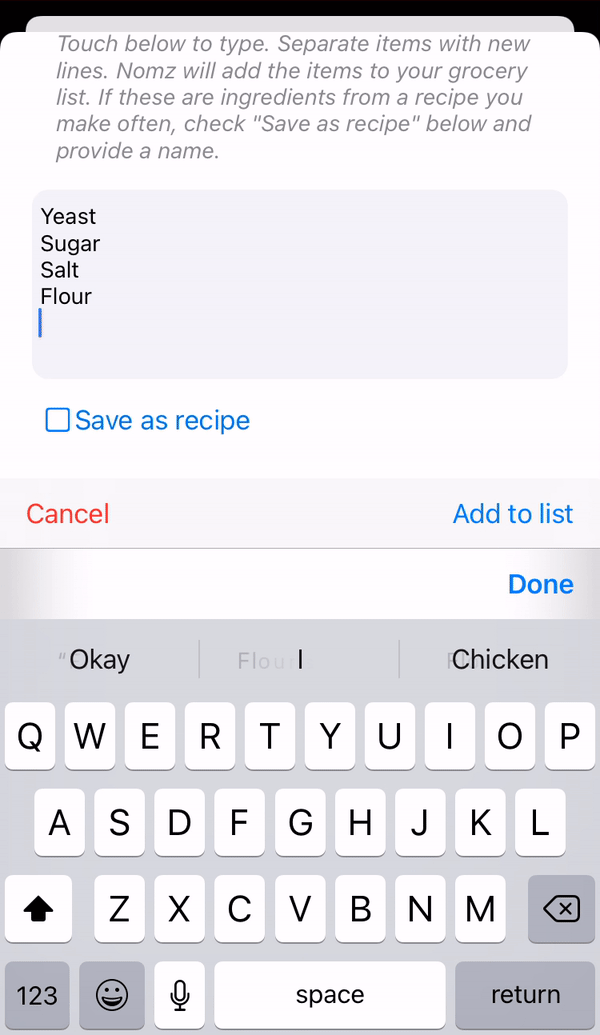 Touch below to type. Separate items with new
lines. Nomz will add the items to your grocery
list. If these are ingredients from a recipe you
make often, check "Save as recipe" below and
provide a name.
Yeast
Sugar
Salt
Flour
Save as recipe
Cancel Add to list
Done
Okay I Chicken
Q W E R T Y U I O P
A S D F G H J K L
Z X C V B N M
123 space return